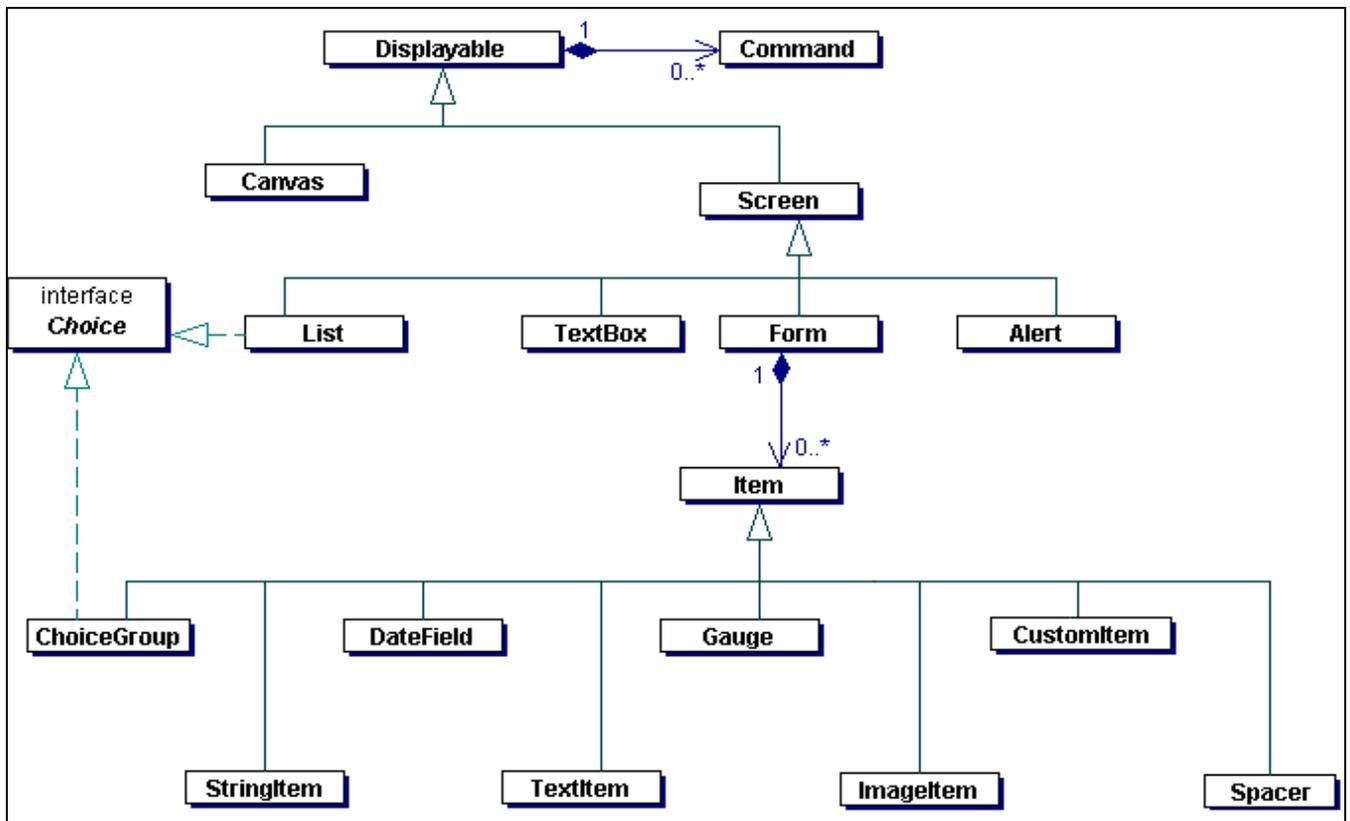 1
Displayable
Command
0..*
Canvas
Screen
interface
Choice
List
TextBox
Form
Alert
1
0..*
Item
ChoiceGroup
DateField
Gauge
CustomItem
StringItem
TextItem
ImageItem
Spacer